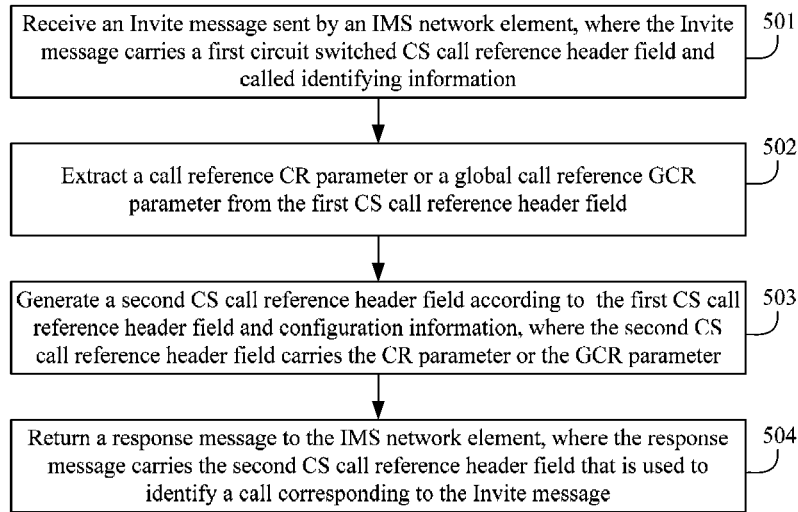 Receive an Invite message sent by an IMS network element, where the Invite
message carries a first circuit switched CS call reference header field and
called identifying information
501
Extract a call reference CR parameter or a global call reference GCR
parameter from the first CS call reference header field
502
Generate a second CS call reference header field according to the first CS call
reference header field and configuration information, where the second CS
call reference header field carries the CR parameter or the GCR parameter
503
Return a response message to the IMS network element, where the response
message carries the second CS call reference header field that is used to
identify a call corresponding to the Invite message
504